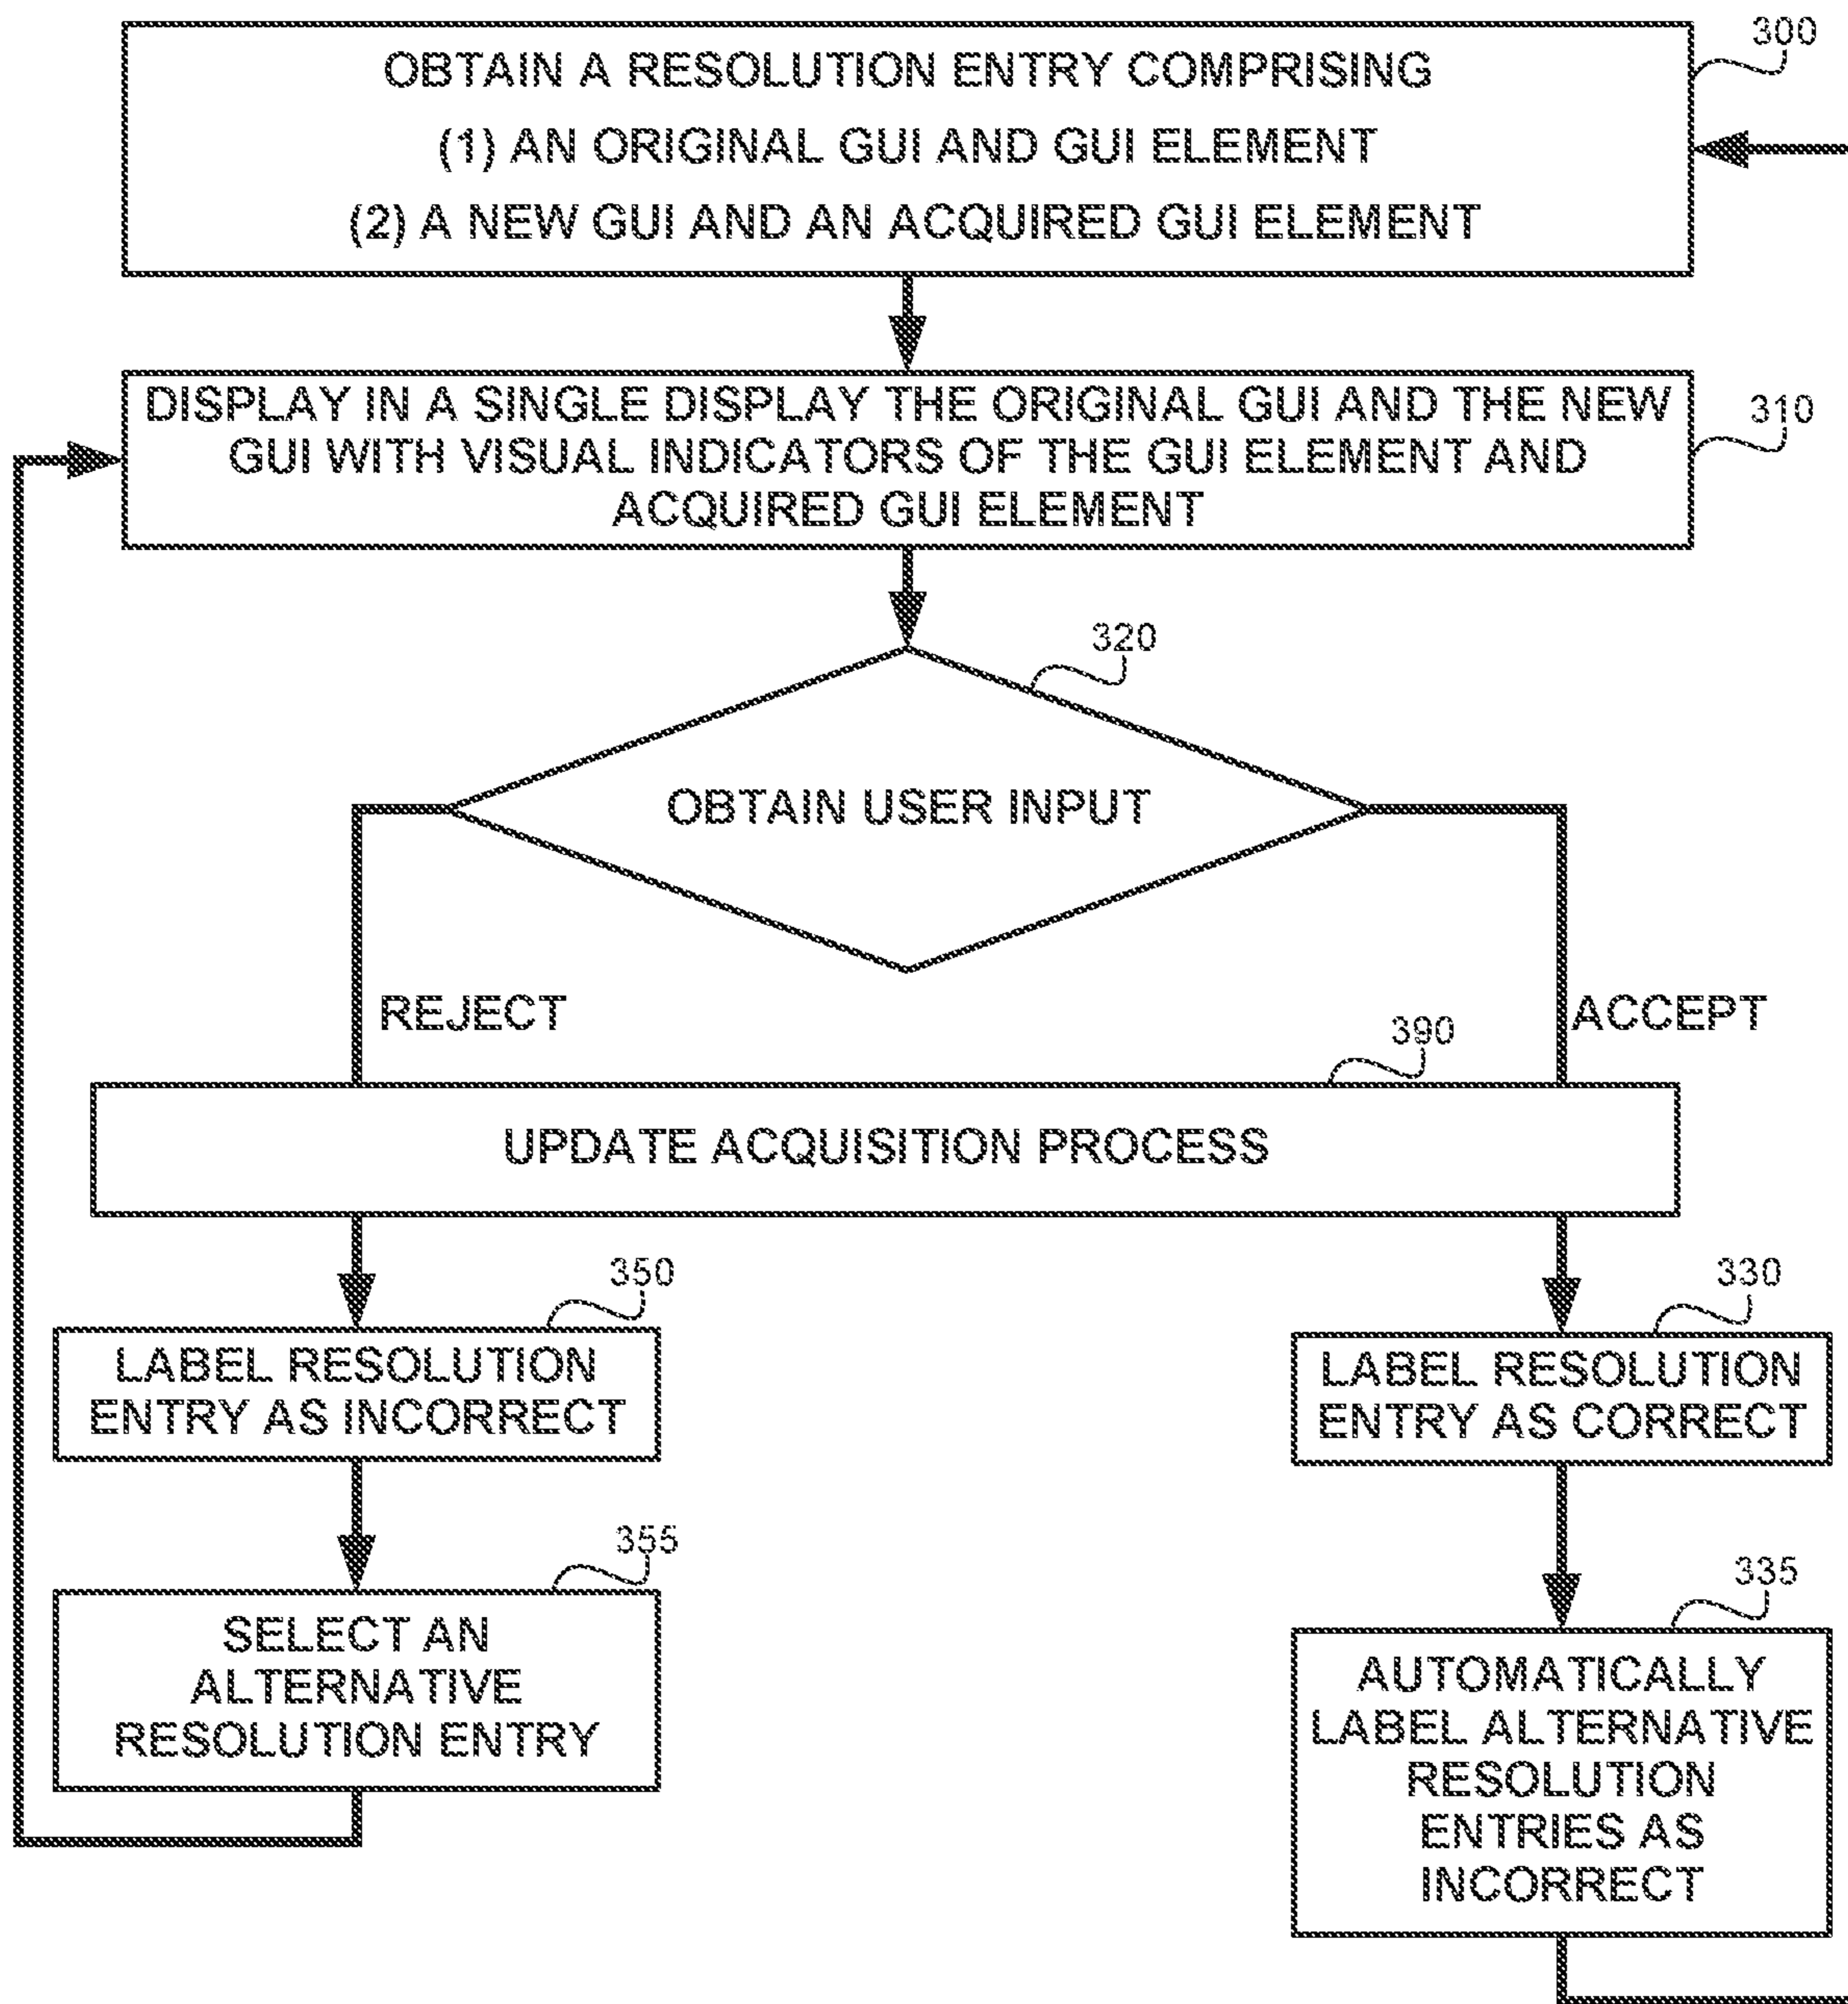 300
OBTAIN A RESOLUTION ENTRY COMPRISING
(1) AN ORIGINAL GUI AND GUI ELEMENT
(2) A NEW GUI AND AN ACQUIRED GUI ELEMENT
310
DISPLAY IN A SINGLE DISPLAY THE ORIGINAL GUI AND THE NEW
GUI WITH VISUAL INDICATORS OF THE GUI ELEMENT AND
ACQUIRED GUI ELEMENT
320
OBTAIN USER INPUT
REJECT
ACCEPT
390
UPDATE ACQUISITION PROCESS
350
LABEL RESOLUTION
ENTRY AS INCORRECT
355
SELECT AN
ALTERNATIVE
RESOLUTION ENTRY
330
LABEL RESOLUTION
ENTRY AS CORRECT
335
AUTOMATICALLY
LABEL ALTERNATIVE
RESOLUTION
ENTRIES AS
INCORRECT